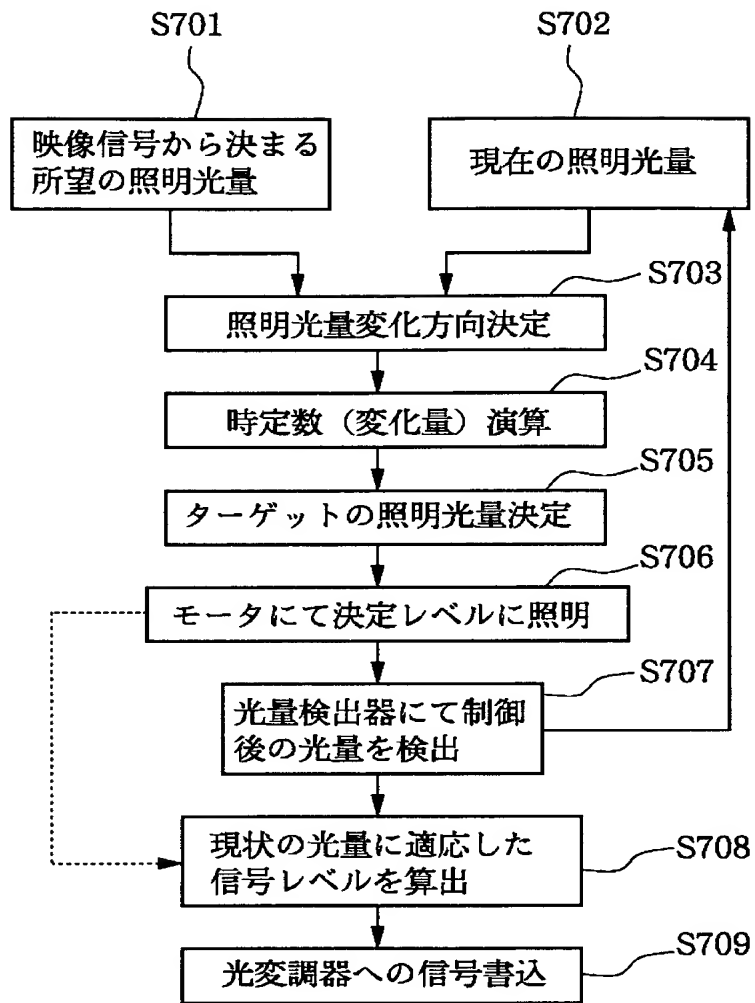 S701
S702
映像信号から決まる
所望の照明光量
現在の照明光量
S703
照明光量変化方向決定
S704
時定数（変化量）演算
S705
ターゲットの照明光量決定
S706
モータにて決定レベルに照明
S707
光量検出器にて制御
後の光量を検出
現状の光量に適応した
信号レベルを算出
S708
光変調器への信号書込
S709